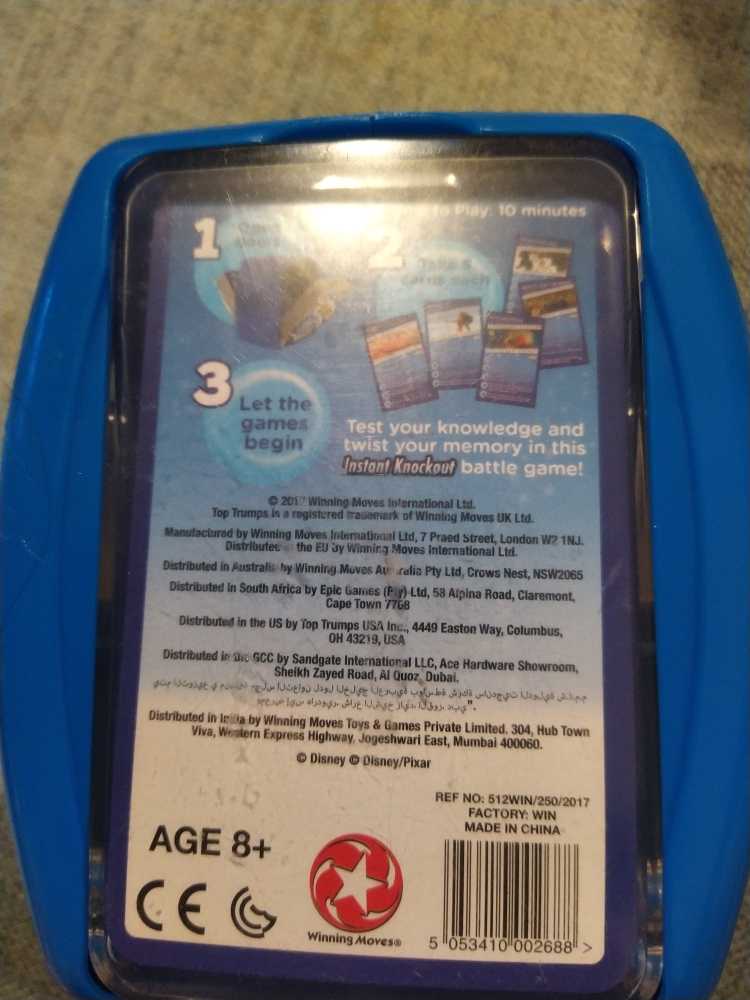 to Play: 10 minutes
1
2
Take 5
cards each
3
Let the
games
begin
Test your knowledge and
twist your memory in this
Instant Knockout battle game!
© 2017 Winning Moves International Ltd.
Top Trumps is a registered trademark of Winning Moves UK Ltd.
Manufactured by Winning Moves International Ltd, 7 Praed Street, London W2 1NJ.
Distributed the EU by Winning Moves International Ltd.
Distributed in Australia by Winning Moves Australia Pty Ltd, Crows Nest, NSW2065
Distributed in South Africa by Epic Games (Pty) Ltd, 58 Alpina Road, Claremont,
Cape Town 7708
Distributed in the US by Top Trumps USA Inc., 4449 Easton Way, Columbus,
OH 43219, USA
Distributed in the GCC by Sandgate International LLC, Ace Hardware Showroom,
Sheikh Zayed Road, Al Quoz, Dubai.
Distributed in India by Winning Moves Toys & Games Private Limited. 304, Hub Town
Viva, Western Express Highway, Jogeshwari East, Mumbai 400060.
© Disney © Disney/Pixar
REF NO: 512WIN/250/2017
FACTORY: WIN
MADE IN CHINA
AGE 8+
CE
Winning Moves®
5 053410 002688 >